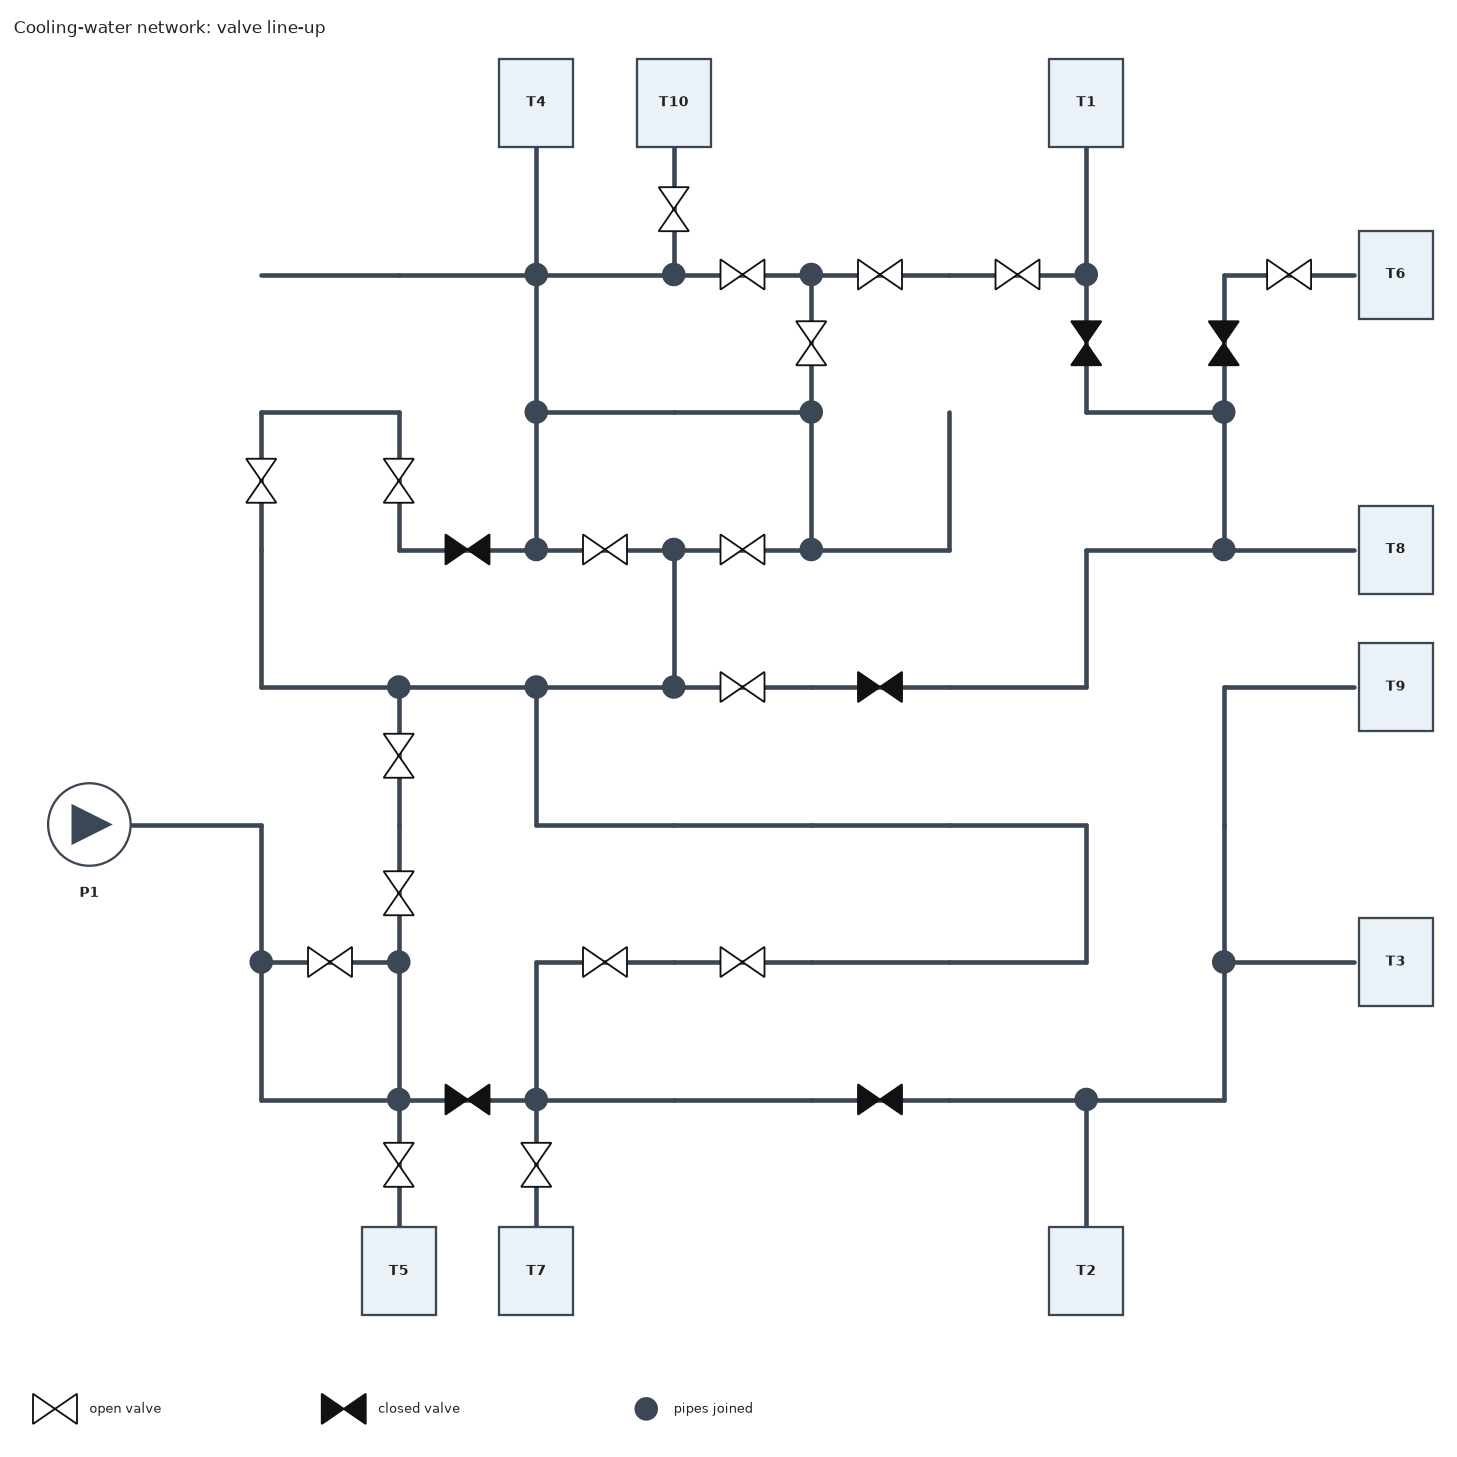 Cooling-water network: valve line-up
T4
T10
T1
T6
T8
T9
P1
T3
T5
T7
T2
open valve
closed valve
pipes joined